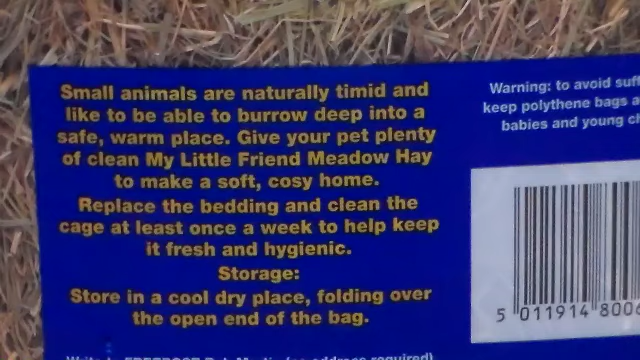 Small animals are naturally timid and
like to be able to burrow deep into a
safe, warm place. Give your pet plenty
of clean My Little Friend Meadow Hay
to make a soft, cosy home.
Replace the bedding and clean the
cage at least once a week to help keep
it fresh and hygienic.
Storage:
Store in a cool dry place, folding over
the open end of the bag.
Warning: to avoid suff
keep polythene bags a
babies and young ch
5 011914 8006